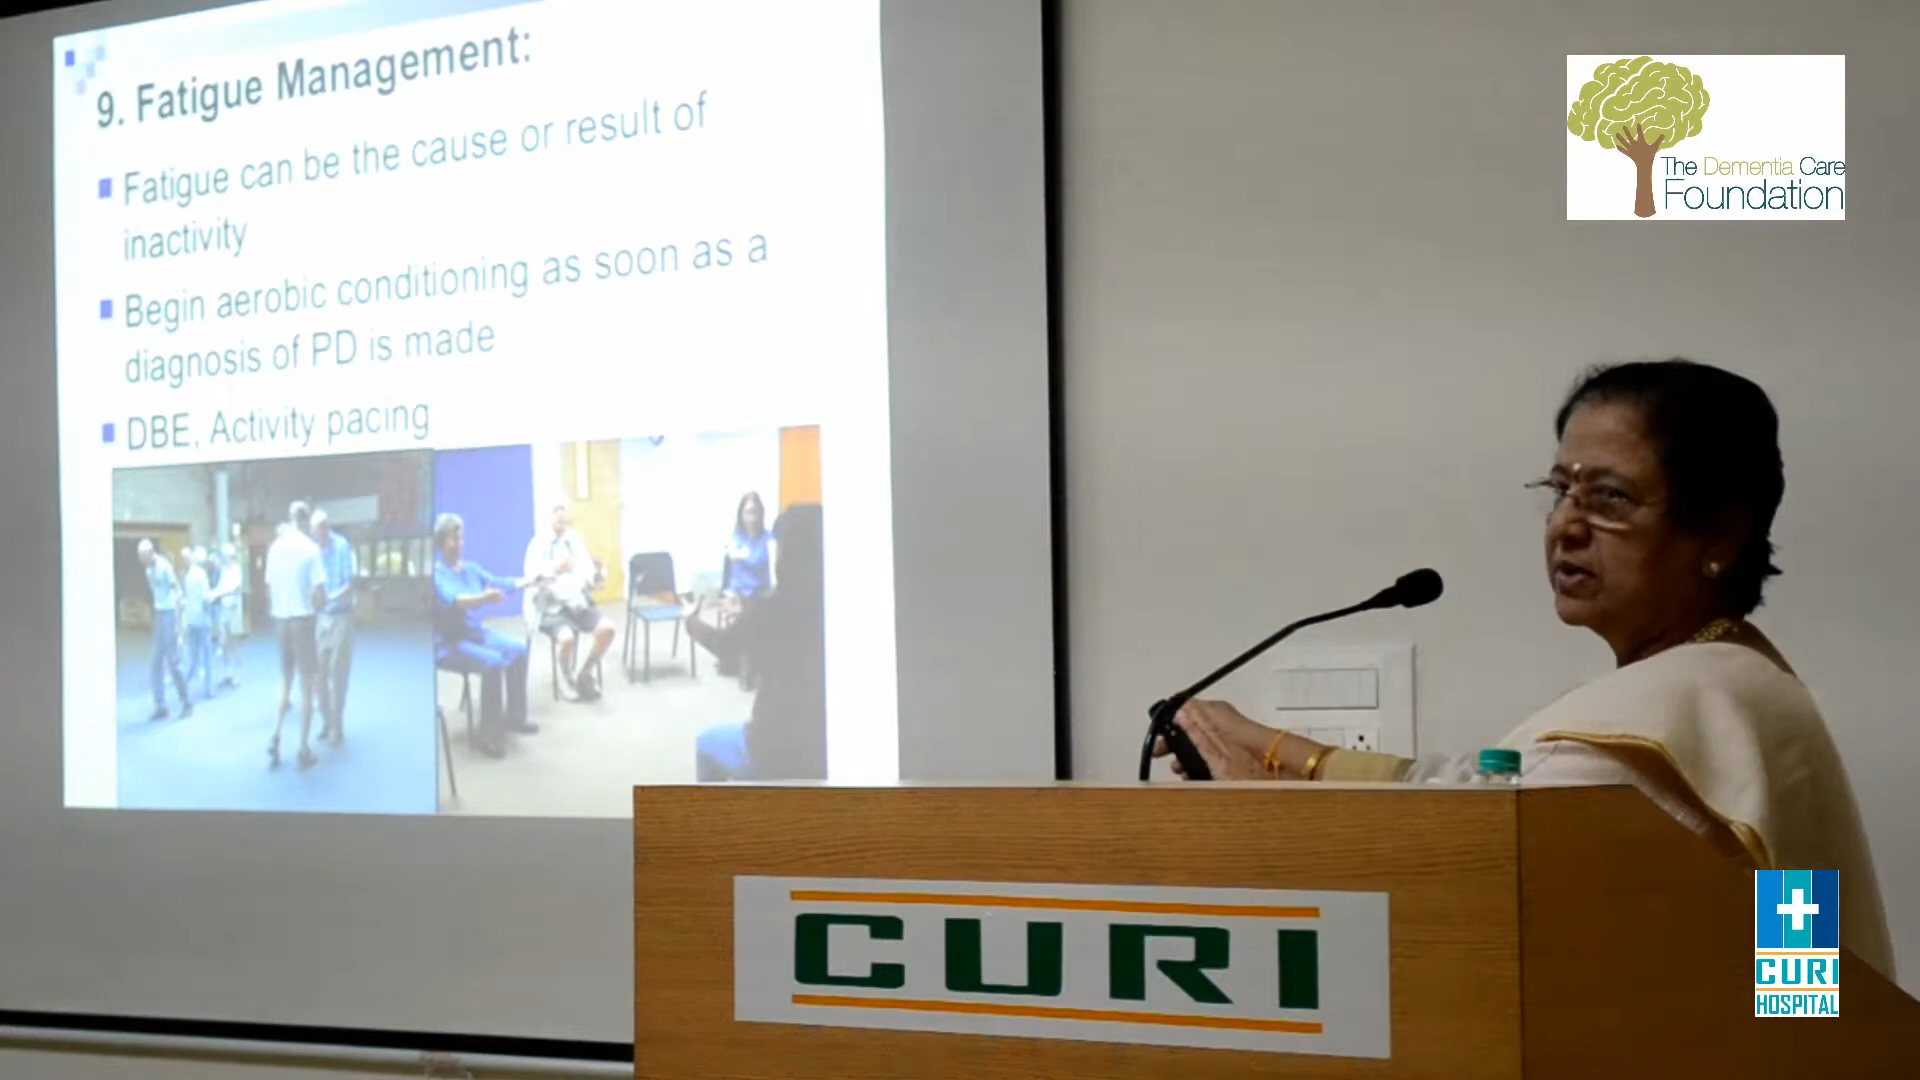 9. Fatigue Management:
Fatigue can be the cause or result of
inactivity
Begin aerobic conditioning as soon as a
diagnosis of PD is made
DBE, Activity pacing
The Dementia Care
Foundation
CURI
CURI
HOSPITAL